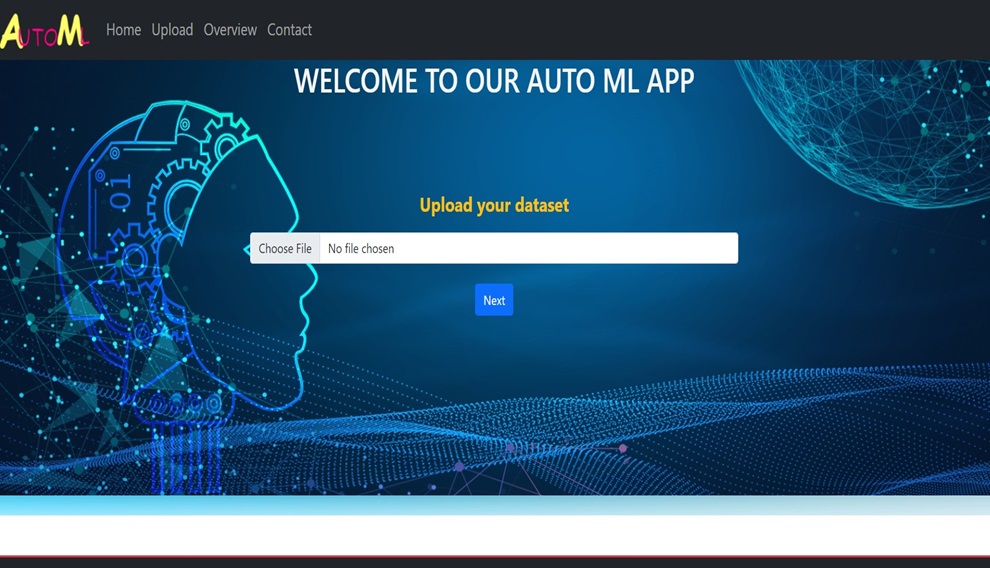 AUTOML Home Upload Overview Contact
WELCOME TO OUR AUTO ML APP
01
Upload your dataset
Choose File No file chosen
Next